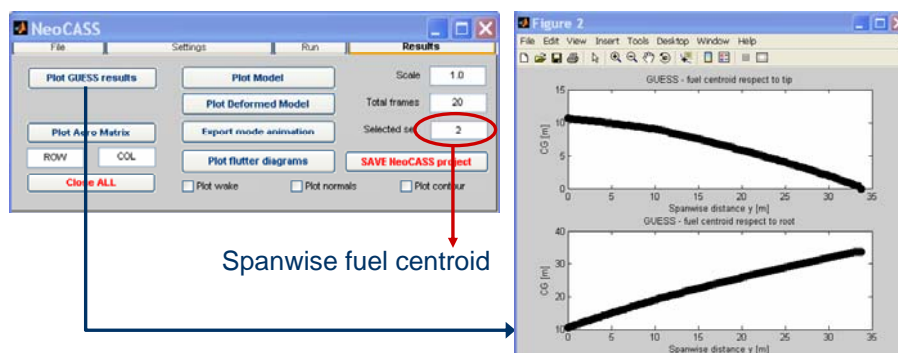 NeoCASS
File Settings Run Results
Plot GUESS results Plot Model Scale 1.0
Plot Deformed Model Total frames 20
Plot Aero Matrix Export mode animation Selected set 2
ROW COL Plot flutter diagrams SAVE NeoCASS project
Close ALL Plot wake Plot normals Plot contour
Spanwise fuel centroid
Figure 2
File Edit View Insert Tools Desktop Window Help
GUESS - fuel centroid respect to tip
15
10
5
0
CG [m]
0 5 10 15 20 25 30 35
Spanwise distance y [m]
GUESS - fuel centroid respect to root
40
30
20
10
CG [m]
0 5 10 15 20 25 30 35
Spanwise distance y [m]